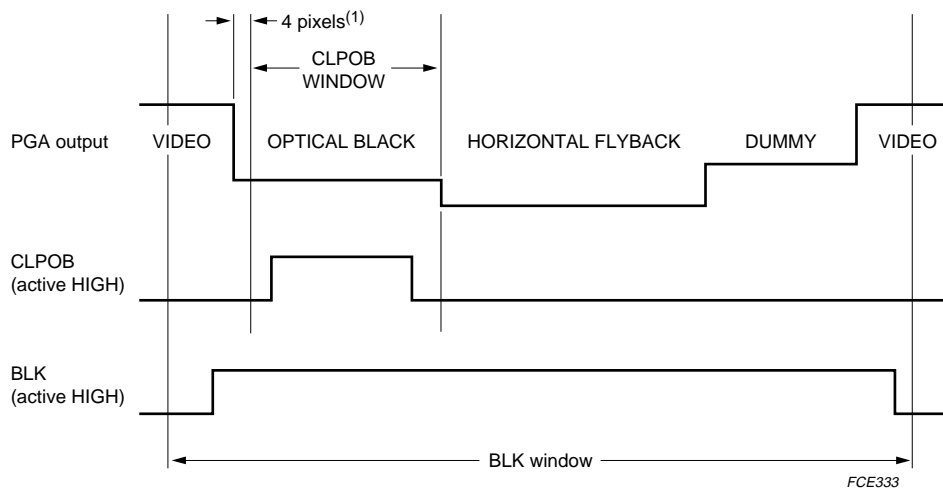 4 pixels(1)
CLPOB
WINDOW
PGA output
VIDEO
OPTICAL BLACK
HORIZONTAL FLYBACK
DUMMY
VIDEO
CLPOB
(active HIGH)
BLK
(active HIGH)
BLK window
FCE333